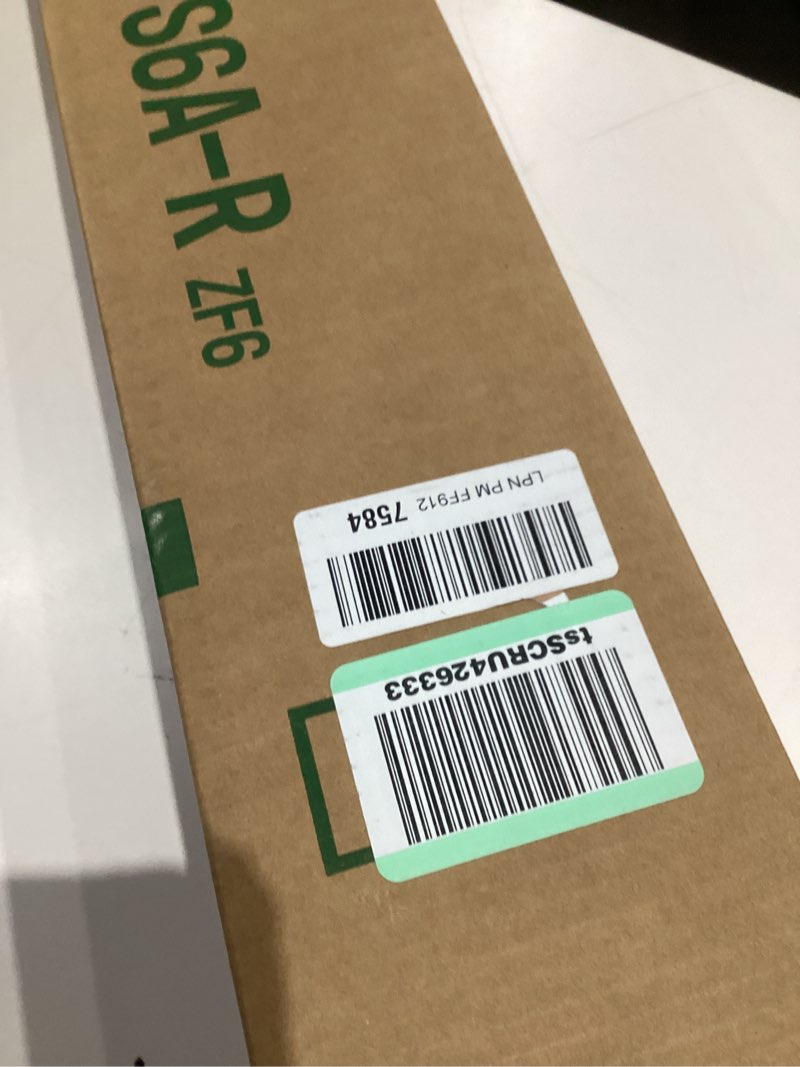 S6A-R ZF6
LPN PM FF912 7584
tsSCRU426333